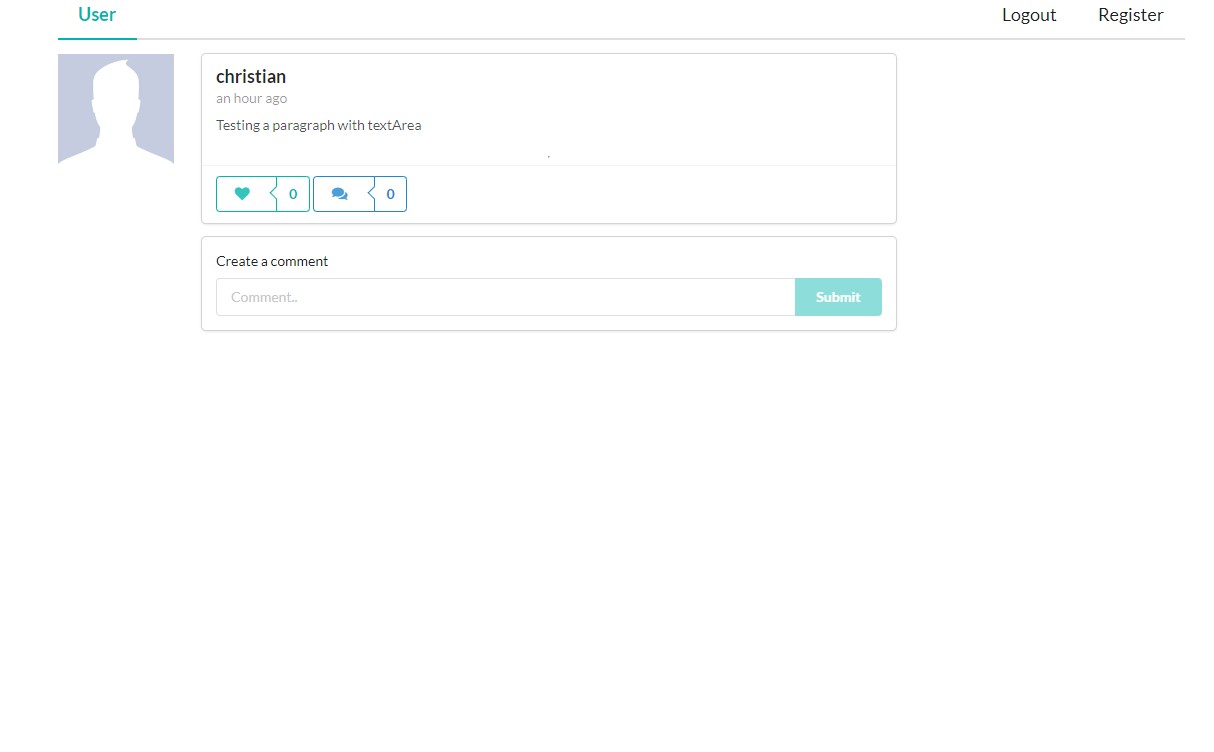 User Logout Register
christian
an hour ago
Testing a paragraph with textArea
.
0 0
Create a comment
Comment.. Submit